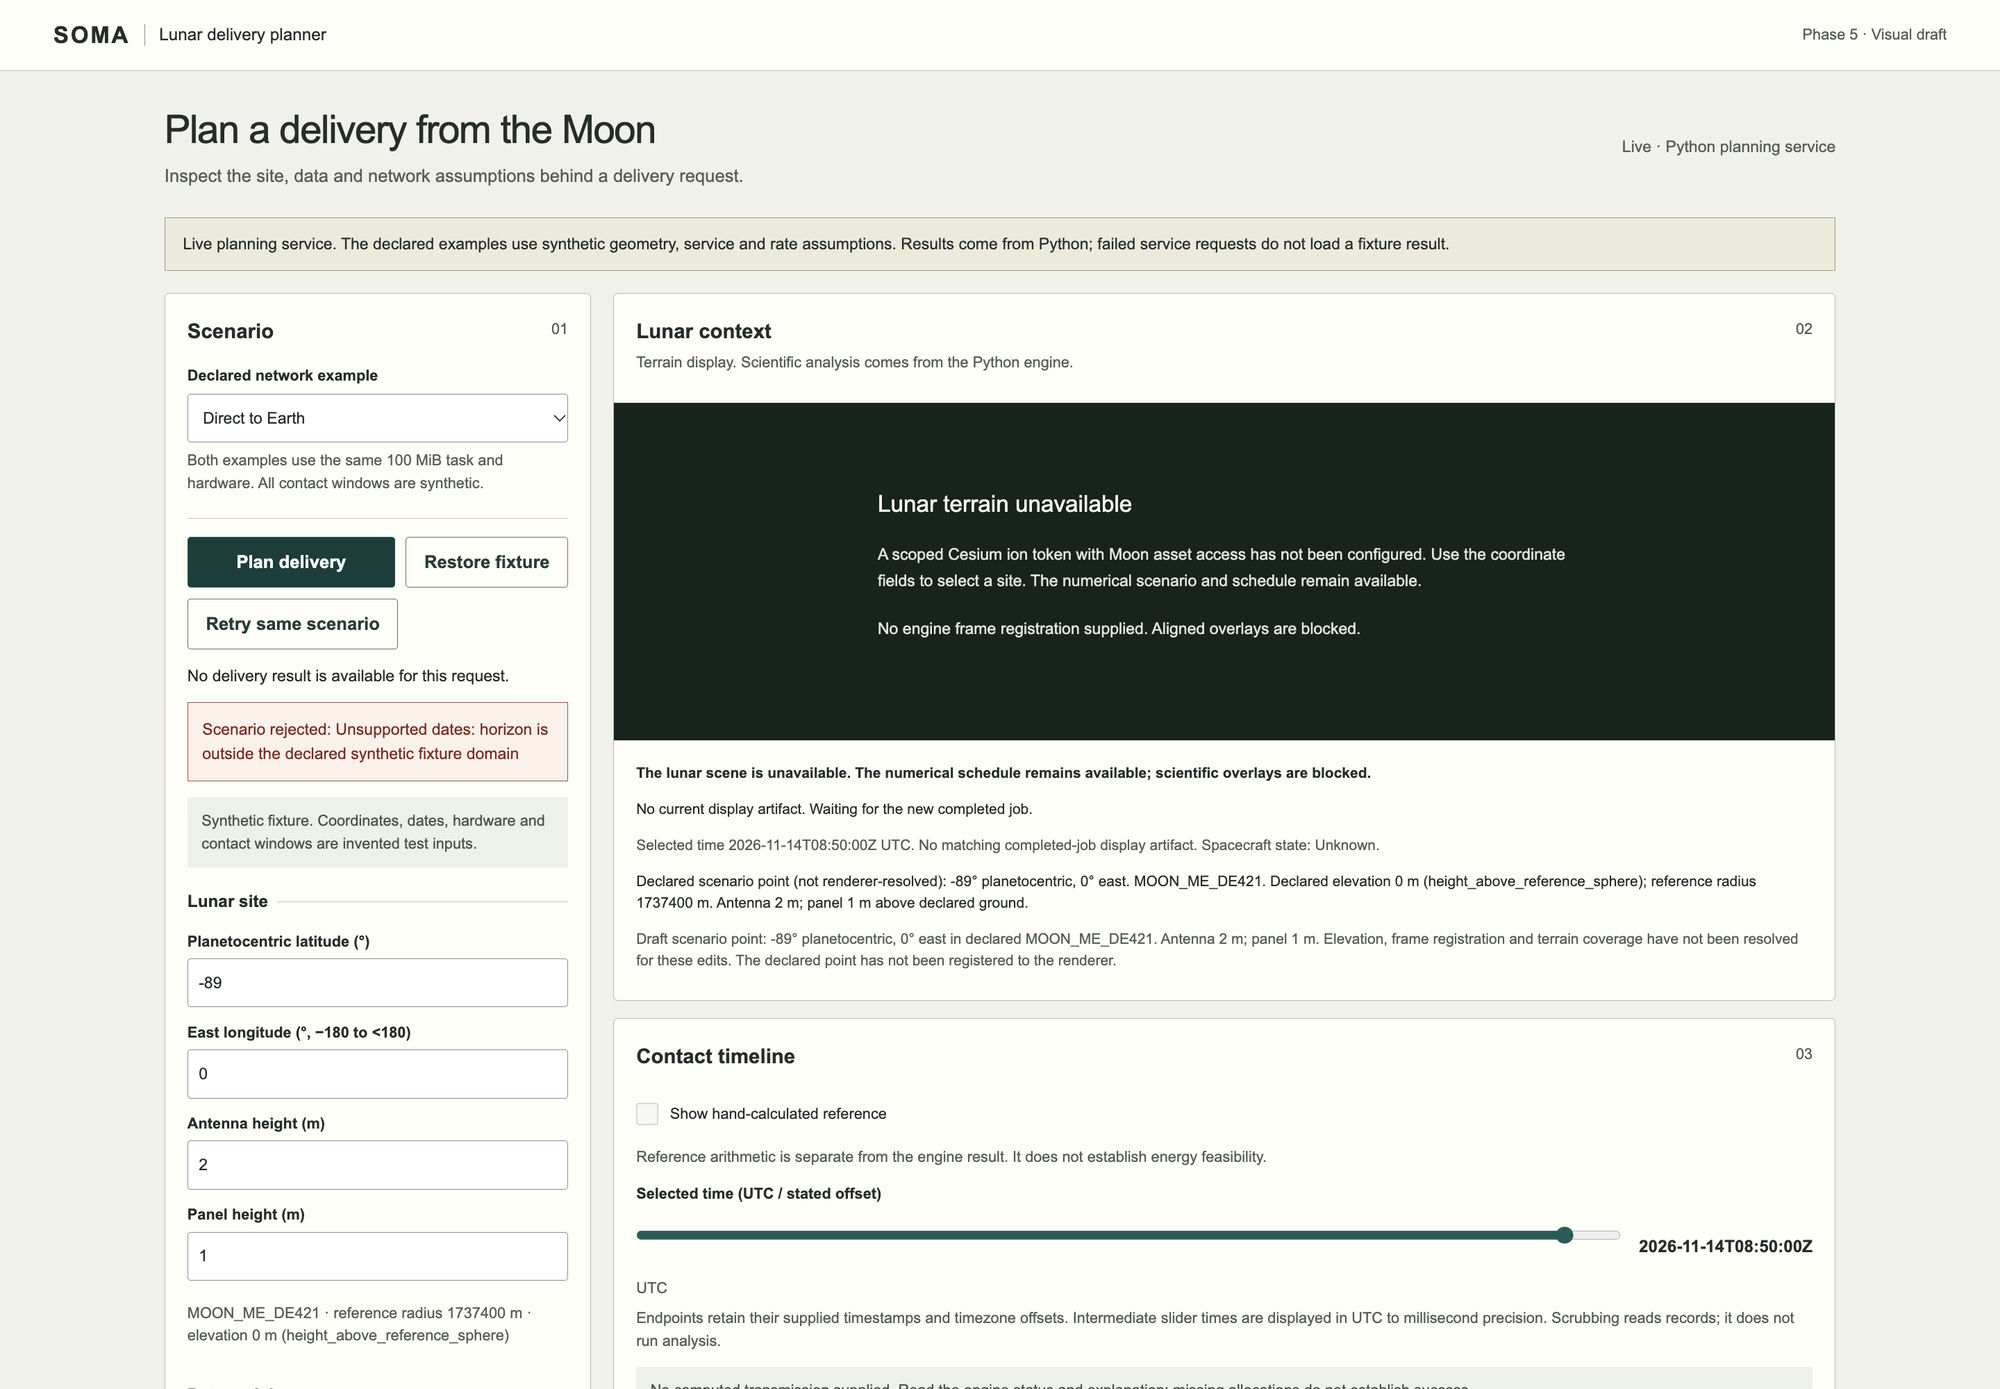 SOMA
Lunar delivery planner
Phase 5 · Visual draft
Plan a delivery from the Moon
Inspect the site, data and network assumptions behind a delivery request.
Live · Python planning service
Live planning service. The declared examples use synthetic geometry, service and rate assumptions. Results come from Python; failed service requests do not load a fixture result.
Scenario
01
Declared network example
Direct to Earth
Both examples use the same 100 MiB task and
hardware. All contact windows are synthetic.
Plan delivery
Restore fixture
Retry same scenario
No delivery result is available for this request.
Scenario rejected: Unsupported dates: horizon is
outside the declared synthetic fixture domain
Synthetic fixture. Coordinates, dates, hardware and
contact windows are invented test inputs.
Lunar site
Planetocentric latitude (°)
-89
East longitude (°, −180 to <180)
0
Antenna height (m)
2
Panel height (m)
1
MOON_ME_DE421 · reference radius 1737400 m ·
elevation 0 m (height_above_reference_sphere)
Lunar context
02
Terrain display. Scientific analysis comes from the Python engine.
Lunar terrain unavailable
A scoped Cesium ion token with Moon asset access has not been configured. Use the coordinate
fields to select a site. The numerical scenario and schedule remain available.
No engine frame registration supplied. Aligned overlays are blocked.
The lunar scene is unavailable. The numerical schedule remains available; scientific overlays are blocked.
No current display artifact. Waiting for the new completed job.
Selected time 2026-11-14T08:50:00Z UTC. No matching completed-job display artifact. Spacecraft state: Unknown.
Declared scenario point (not renderer-resolved): -89° planetocentric, 0° east. MOON_ME_DE421. Declared elevation 0 m (height_above_reference_sphere); reference radius
1737400 m. Antenna 2 m; panel 1 m above declared ground.
Draft scenario point: -89° planetocentric, 0° east in declared MOON_ME_DE421. Antenna 2 m; panel 1 m. Elevation, frame registration and terrain coverage have not been resolved
for these edits. The declared point has not been registered to the renderer.
Contact timeline
03
Show hand-calculated reference
Reference arithmetic is separate from the engine result. It does not establish energy feasibility.
Selected time (UTC / stated offset)
2026-11-14T08:50:00Z
UTC
Endpoints retain their supplied timestamps and timezone offsets. Intermediate slider times are displayed in UTC to millisecond precision. Scrubbing reads records; it does not
run analysis.
No computed transmission supplied. Read the engine status and explanation; missing allocations do not establish success.